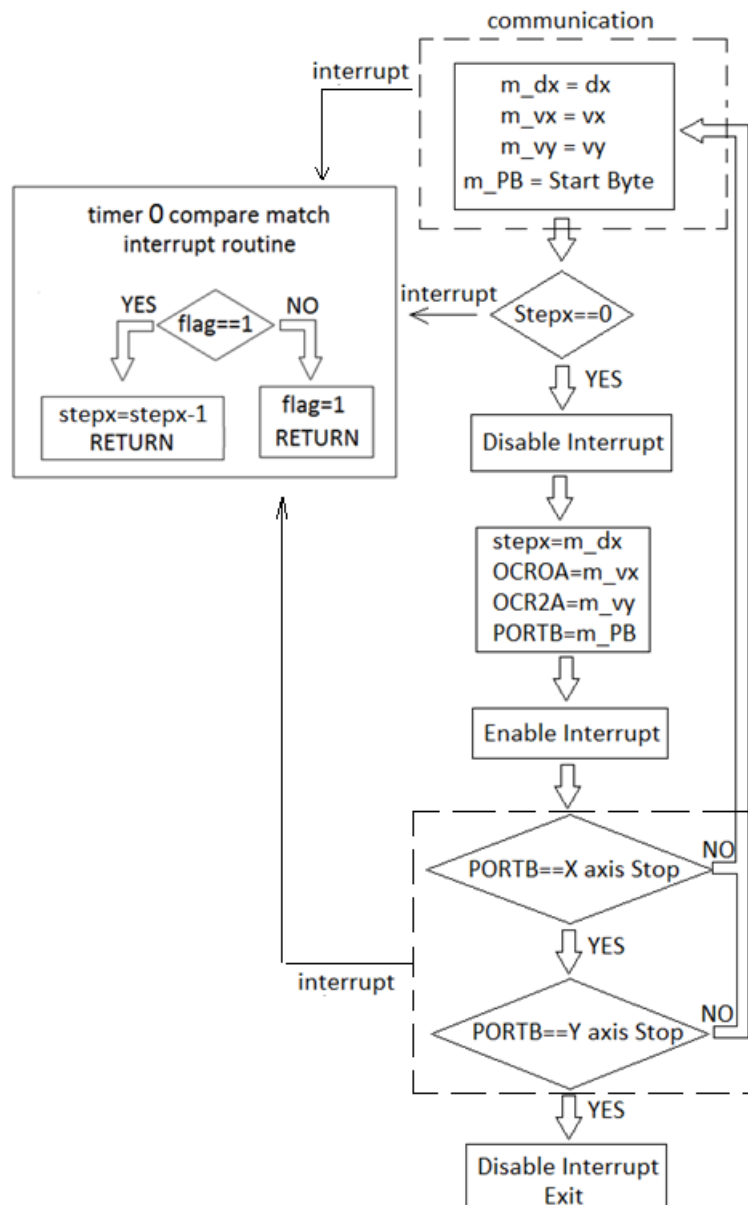 communication
interrupt
m_dx = dx
m_vx = vx
m_vy = vy
m_PB = Start Byte
timer 0 compare match
interrupt routine
YES
flag==1
NO
stepx=stepx-1
RETURN
flag=1
RETURN
interrupt
Stepx==0
YES
Disable Interrupt
stepx=m_dx
OCROA=m_vx
OCR2A=m_vy
PORTB=m_PB
Enable Interrupt
PORTB==X axis Stop
NO
YES
interrupt
PORTB==Y axis Stop
NO
YES
Disable Interrupt
Exit